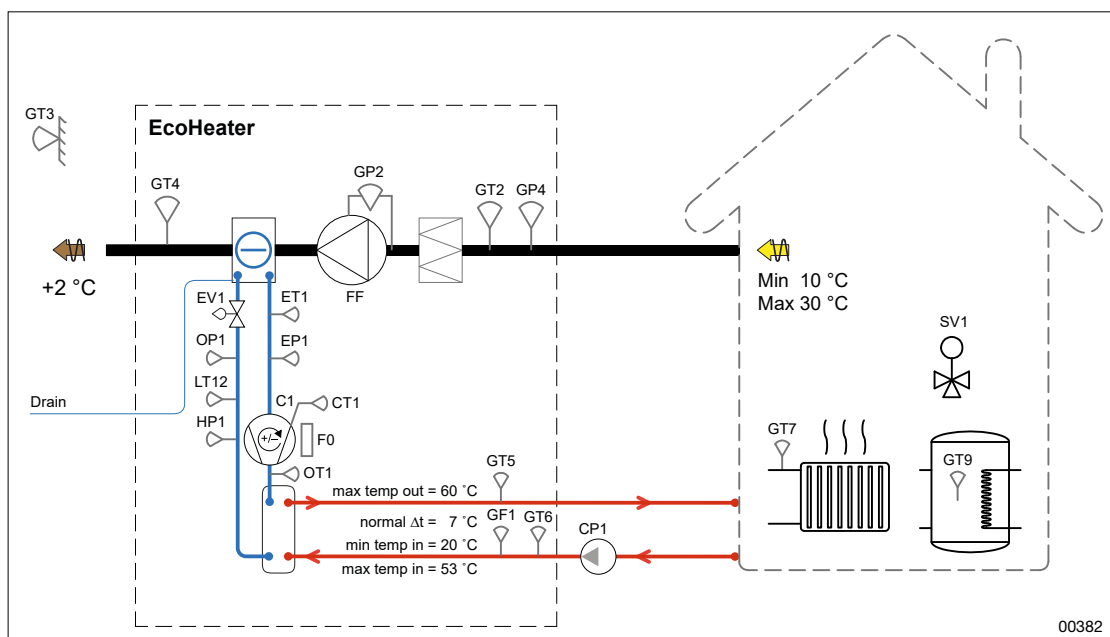 GT3
EcoHeater
GT4
GP2
GT2
GP4
+2 °C
FF
Min 10 °C
Max 30 °C
EV1
ET1
OP1
EP1
SV1
LT12
Drain
C1
CT1
HP1
F0
GT7
GT9
OT1
GT5
max temp out = 60 ˚C
normal Δt = 7 ˚C
GF1
GT6
CP1
min temp in = 20 ˚C
max temp in = 53 ˚C
+/–
00382